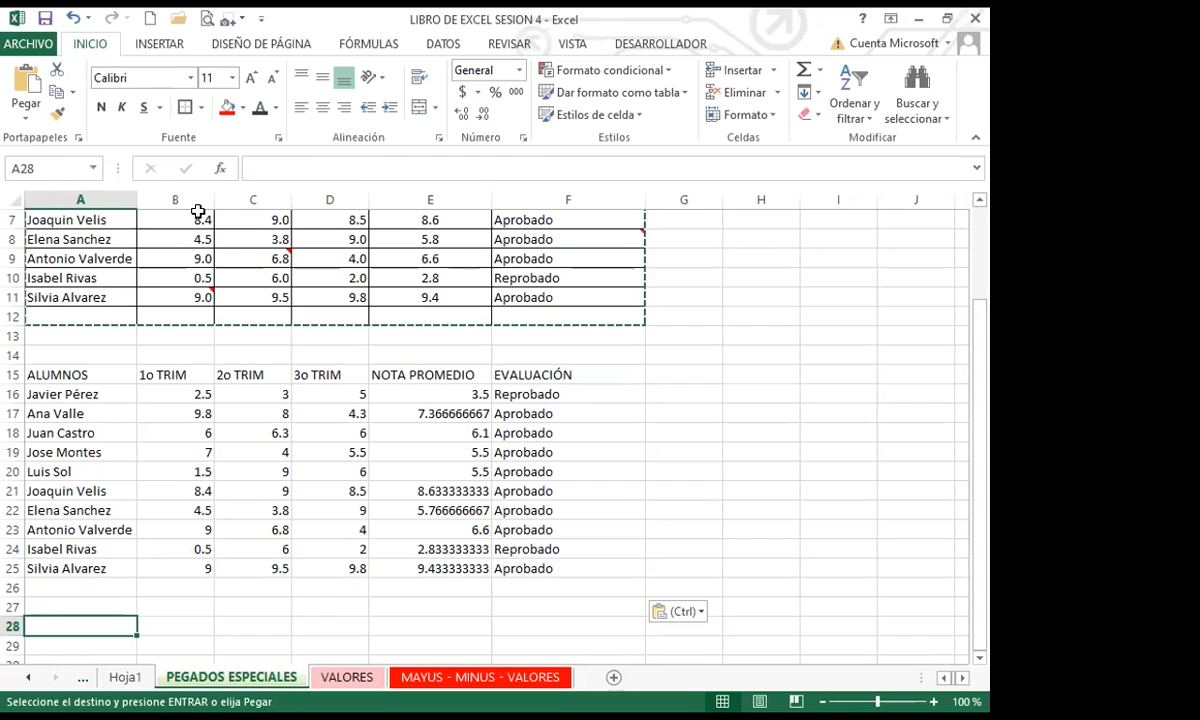 LIBRO DE EXCEL SESION 4 - Excel
ARCHIVO INICIO INSERTAR DISEÑO DE PÁGINA FÓRMULAS DATOS REVISAR VISTA DESARROLLADOR Cuenta Microsoft
Pegar
Calibri 11
N K S
General
$ % 000
Formato condicional
Dar formato como tabla
Estilos de celda
Insertar
Eliminar
Formato
Ordenar y filtrar
Buscar y seleccionar
Portapapeles Fuente Alineación Número Estilos Celdas Modificar
A28 fx
A B C D E F G H I J
7 Joaquin Velis 8.4 9.0 8.5 8.6 Aprobado
8 Elena Sanchez 4.5 3.8 9.0 5.8 Aprobado
9 Antonio Valverde 9.0 6.8 4.0 6.6 Aprobado
10 Isabel Rivas 0.5 6.0 2.0 2.8 Reprobado
11 Silvia Alvarez 9.0 9.5 9.8 9.4 Aprobado
12
13
14
15 ALUMNOS 1o TRIM 2o TRIM 3o TRIM NOTA PROMEDIO EVALUACIÓN
16 Javier Pérez 2.5 3 5 3.5 Reprobado
17 Ana Valle 9.8 8 4.3 7.366666667 Aprobado
18 Juan Castro 6 6.3 6 6.1 Aprobado
19 Jose Montes 7 4 5.5 5.5 Aprobado
20 Luis Sol 1.5 9 6 5.5 Aprobado
21 Joaquin Velis 8.4 9 8.5 8.633333333 Aprobado
22 Elena Sanchez 4.5 3.8 9 5.766666667 Aprobado
23 Antonio Valverde 9 6.8 4 6.6 Aprobado
24 Isabel Rivas 0.5 6 2 2.833333333 Reprobado
25 Silvia Alvarez 9 9.5 9.8 9.433333333 Aprobado
26
27 (Ctrl)
28
29
... Hoja1 PEGADOS ESPECIALES VALORES MAYUS - MINUS - VALORES
Seleccione el destino y presione ENTRAR o elija Pegar 100 %